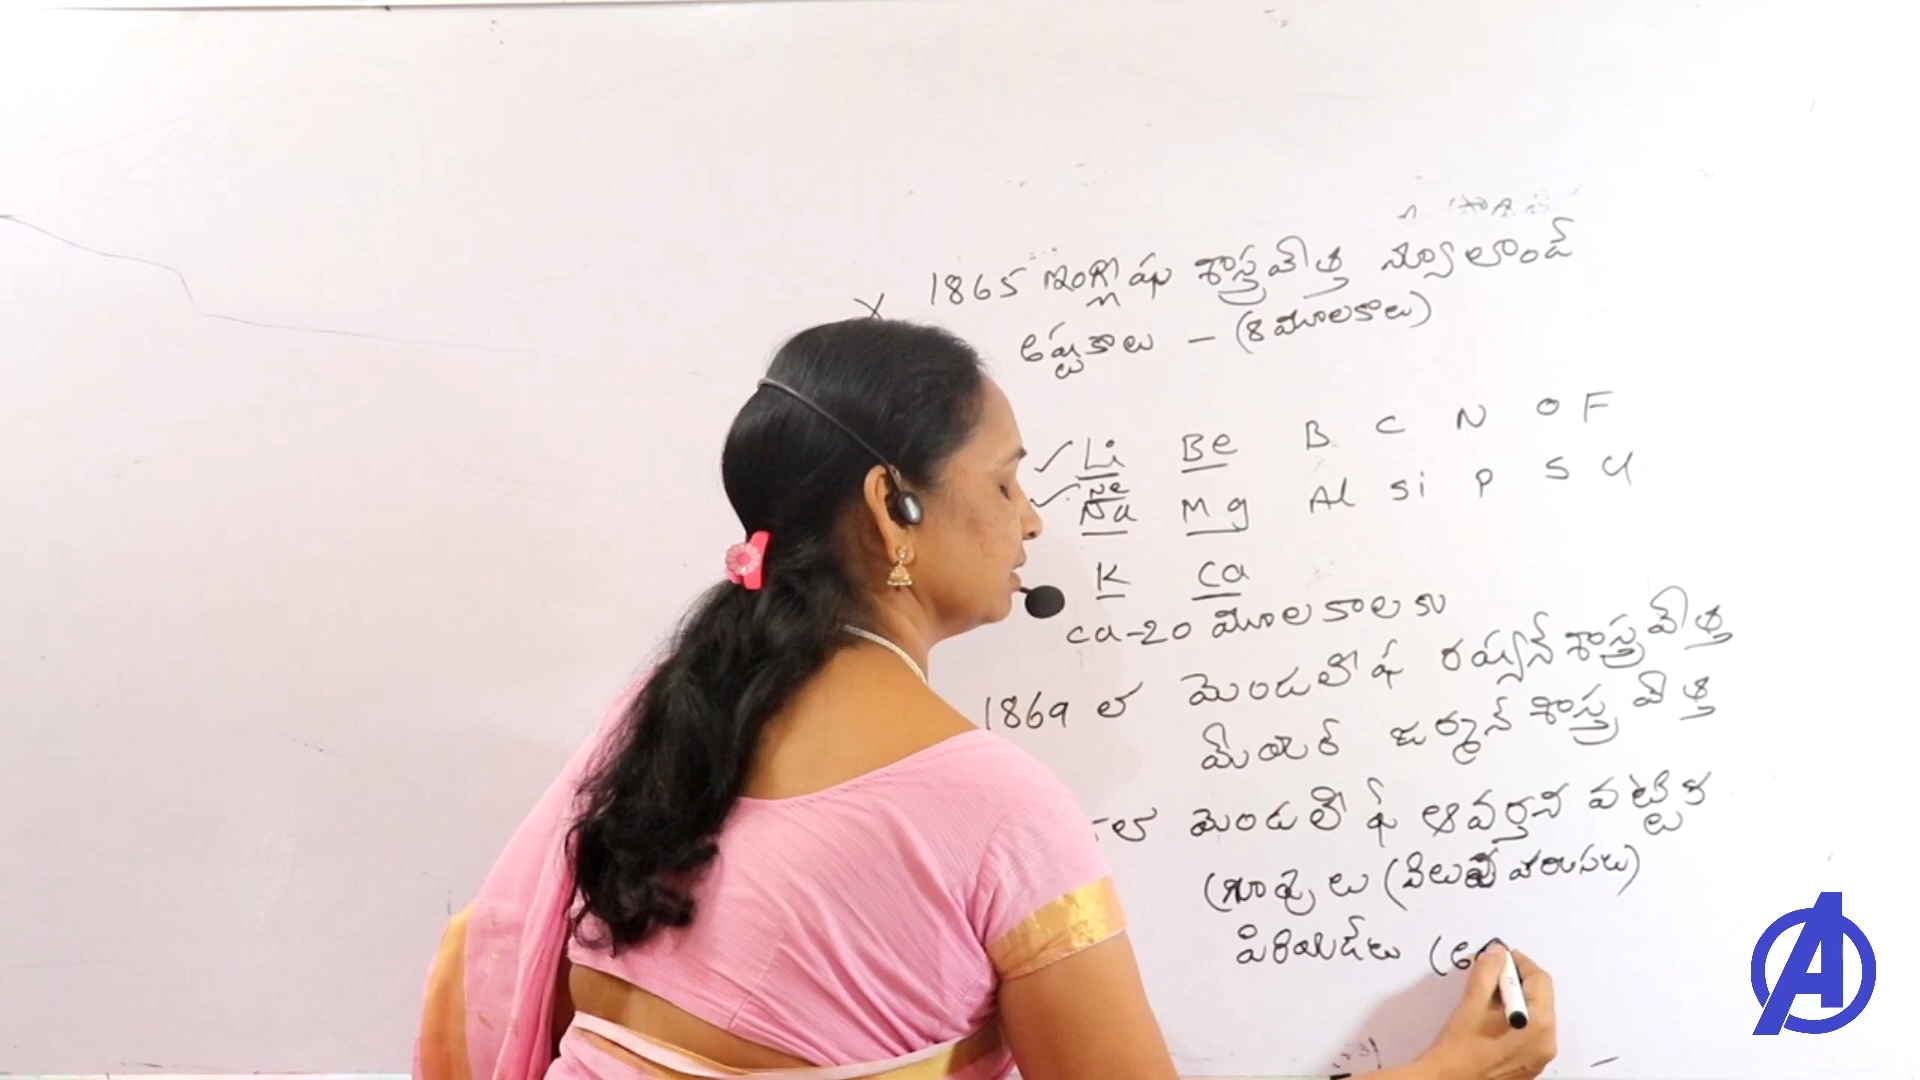 1865 ఇంగ్లీషు శాస్త్రవేత్త న్యూలాండ్
అష్టకాలు - (8 మూలకాలు)
Li Be B C N O F
Ne
Na Mg Al Si P S Cl
K Ca
Ca-20 మూలకాలకు
1869 లో మెండలీఫ్ రష్యన్ శాస్త్రవేత్త
మేయర్ జర్మన్ శాస్త్రవేత్త
లో మెండలీఫ్ ఆవర్తన పట్టిక
(గ్రూపులు (నిలువు వరుసలు)
పిరియడ్‌లు (అ